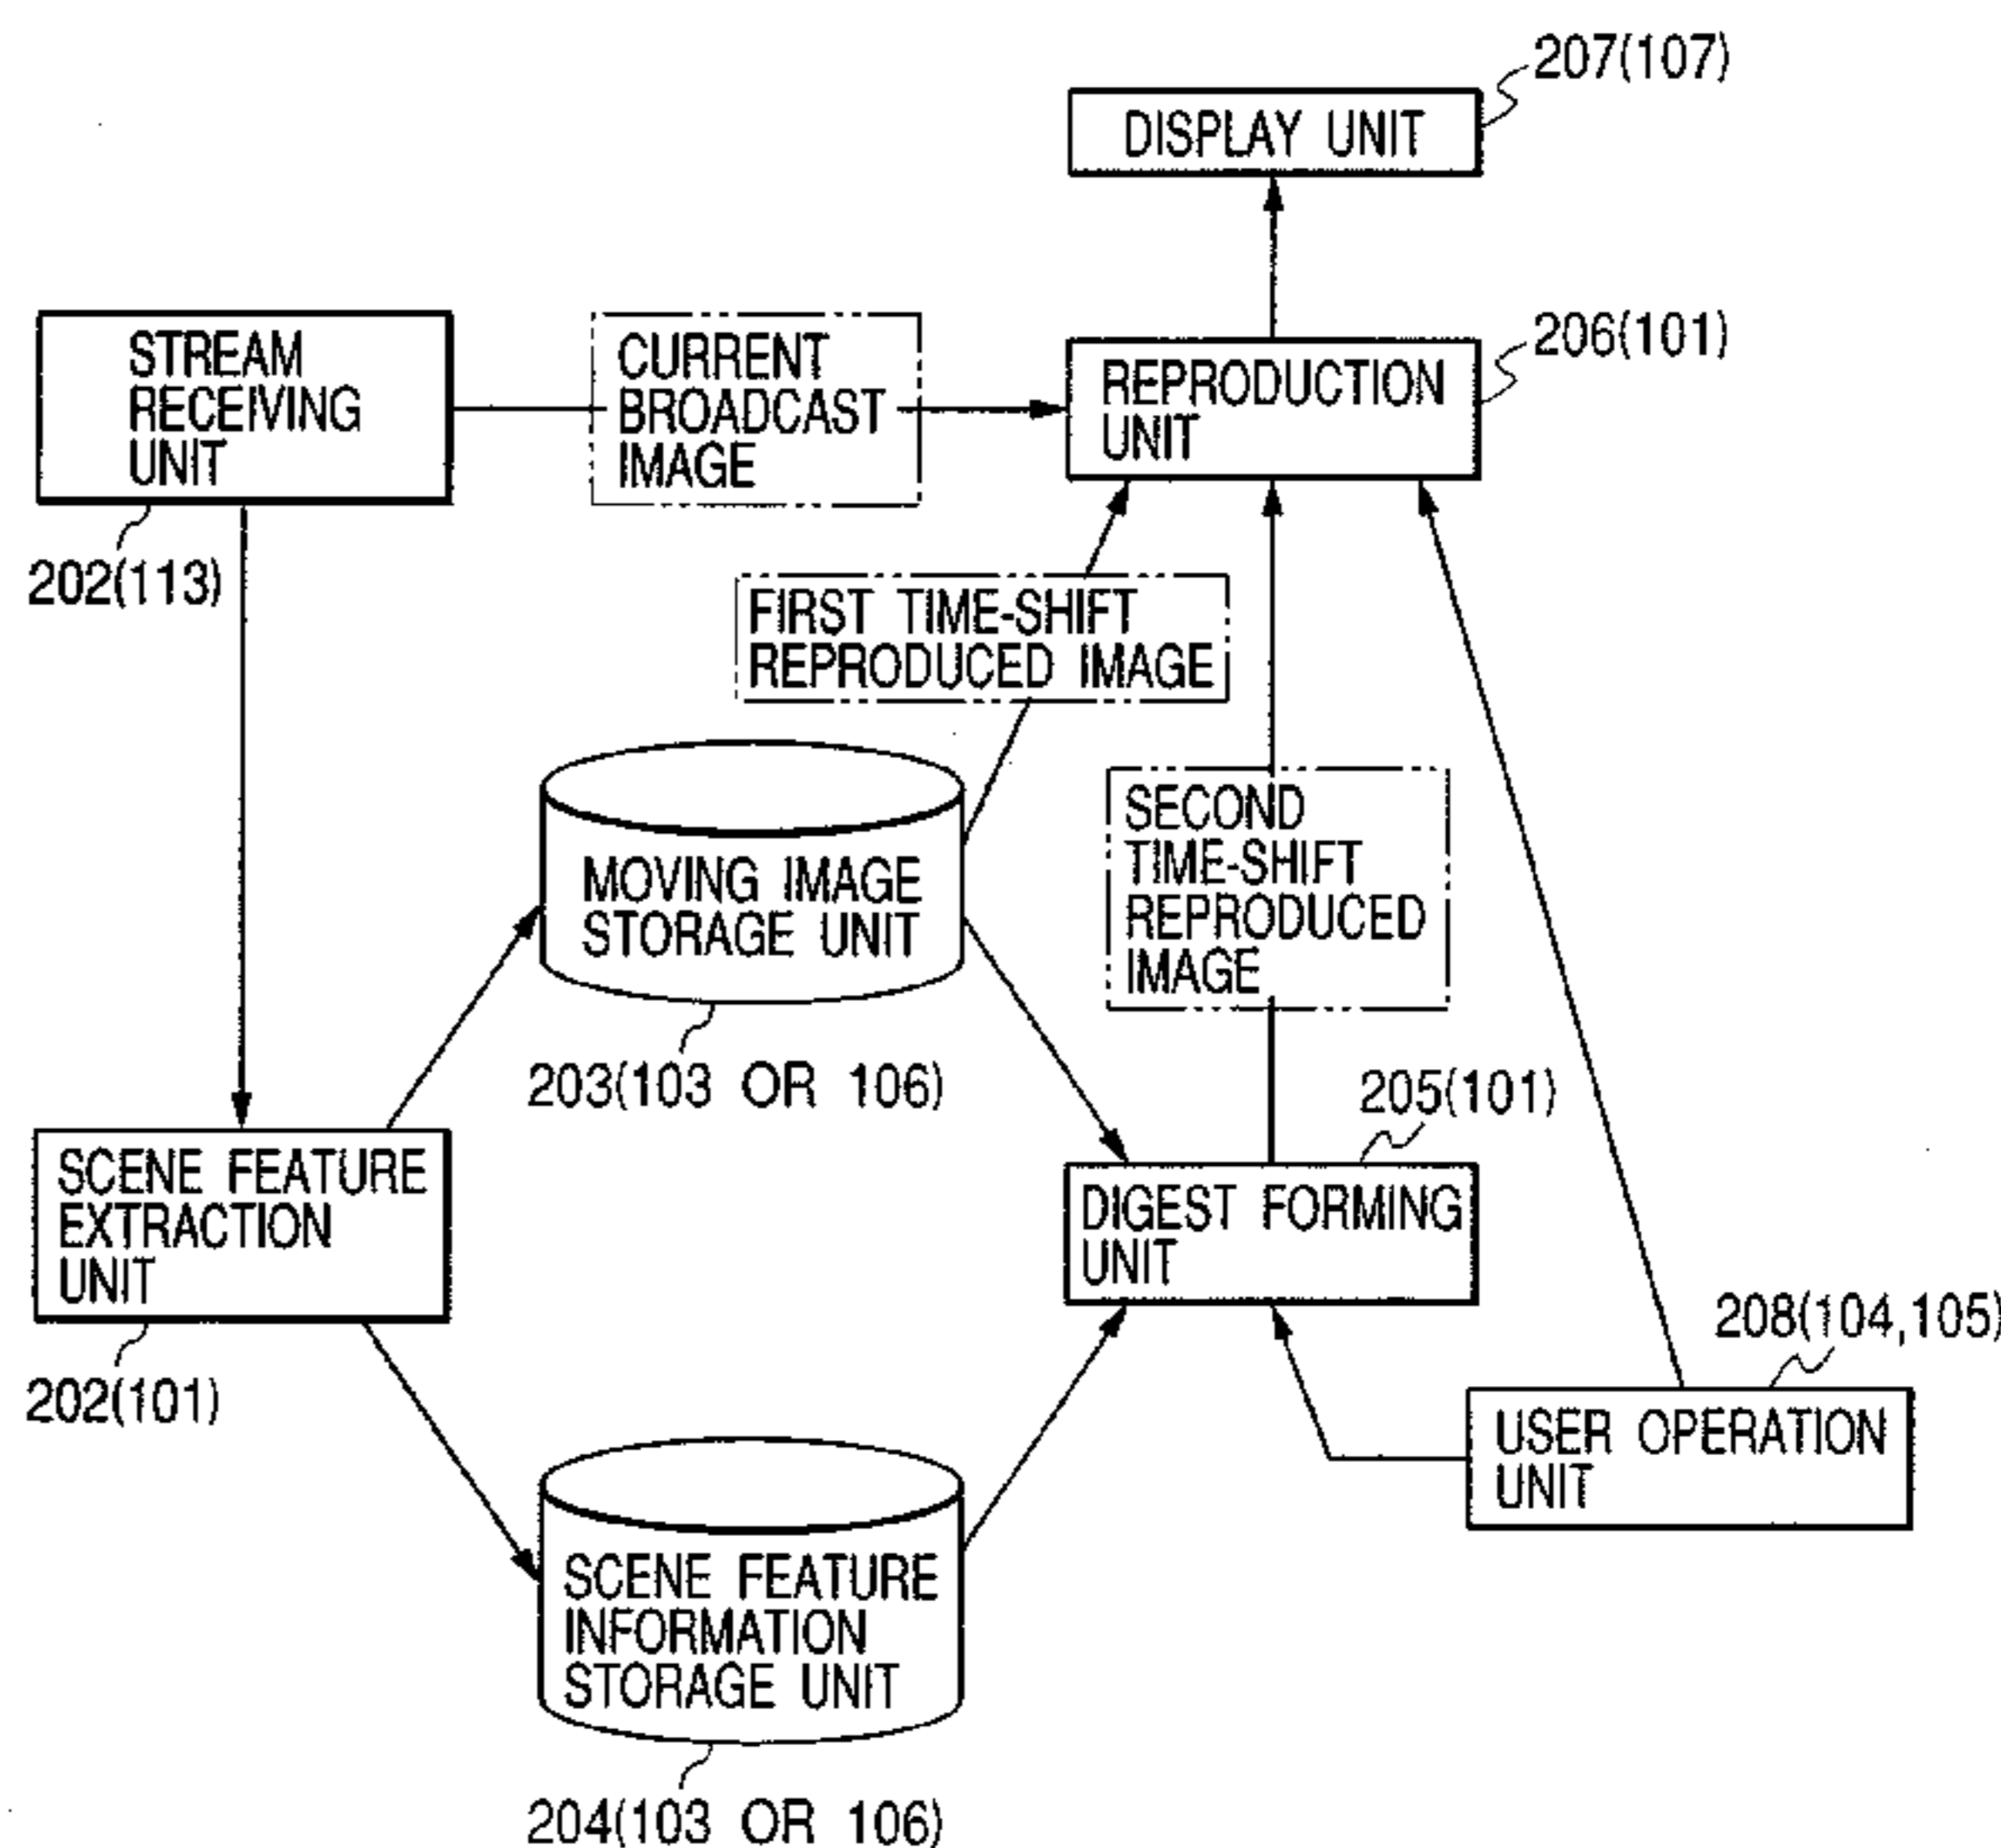 207(107)
DISPLAY UNIT
STREAM
RECEIVING
UNIT
202(113)
CURRENT
BROADCAST
IMAGE
REPRODUCTION
UNIT
206(101)
FIRST TIME-SHIFT
REPRODUCED IMAGE
SECOND
TIME-SHIFT
REPRODUCED
IMAGE
MOVING IMAGE
STORAGE UNIT
203(103 OR 106)
205(101)
SCENE FEATURE
EXTRACTION
UNIT
202(101)
DIGEST FORMING
UNIT
208(104,105)
USER OPERATION
UNIT
SCENE FEATURE
INFORMATION
STORAGE UNIT
204(103 OR 106)